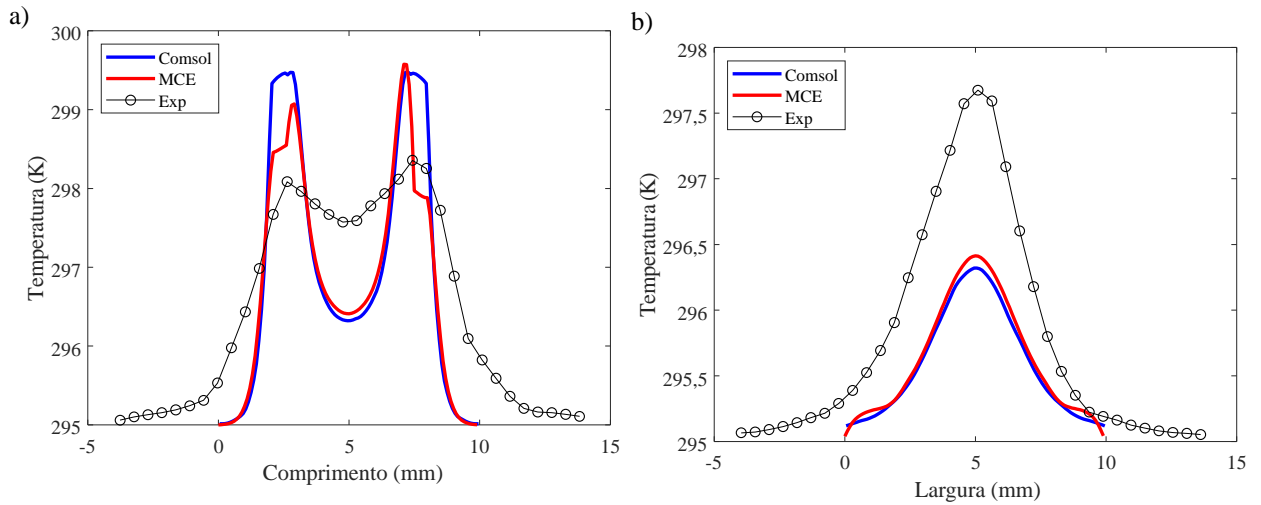 a)
Temperatura (K)
300
299
298
297
296
295
Comsol
MCE
Exp
-5
0
5
10
15
Comprimento (mm)
b)
Temperatura (K)
298
297,5
297
296,5
296
295,5
295
Comsol
MCE
Exp
-5
0
5
10
15
Largura (mm)